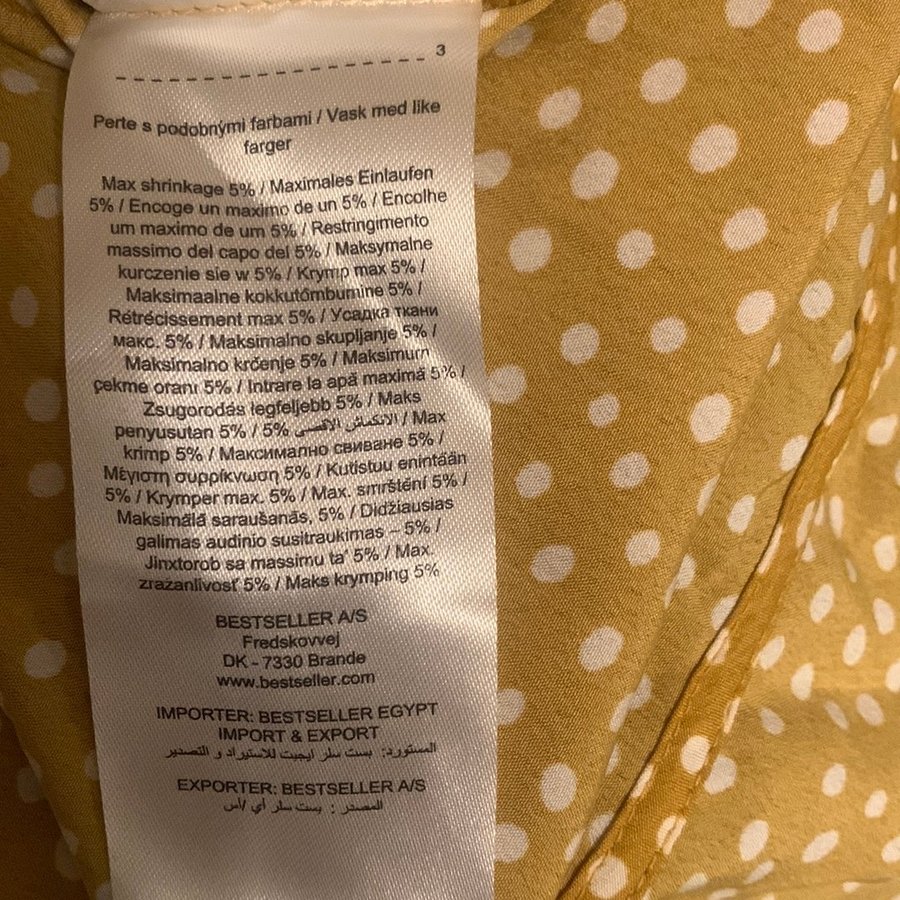 3
Perte s podobnými farbami / Vask med like
farger
Max shrinkage 5% / Maximales Einlaufen
5% / Encoge un maximo de un 5% / Encolhe
um maximo de um 5% / Restringimento
massimo del capo del 5% / Maksymalne
kurczenie sie w 5% / Krymp max 5% /
Maksimaalne kokkutõmbumine 5% /
Rétrécissement max 5% / Усадка ткани
макс. 5% / Maksimalno skupljanje 5% /
Maksimalno krčenje 5% / Maksimum
çekme oranı 5% / Intrare la apă maximă 5% /
Zsugorodás legfeljebb 5% / Maks
penyusutan 5% / 5% الانكماش الاقصى / Max
krimp 5% / Максимално свиване 5% /
Μέγιστη συρρίκνωση 5% / Kutistuu enintään
5% / Krymper max. 5% / Max. smrštění 5% /
Maksimālā saraušanās, 5% / Didžiausias
galimas audinio susitraukimas – 5% /
Jinxtorob sa massimu ta' 5% / Max.
zrážanlivosť 5% / Maks krymping 5%
BESTSELLER A/S
Fredskovvej
DK - 7330 Brande
www.bestseller.com
IMPORTER: BESTSELLER EGYPT
IMPORT & EXPORT
المستورد: بست سلر ايجبت للاستيراد و التصدير
EXPORTER: BESTSELLER A/S
المصدر : بست سلر أي /أس